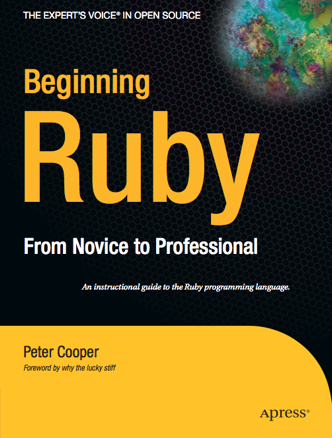 THE EXPERT'S VOICE® IN OPEN SOURCE
Beginning
Ruby
From Novice to Professional
An instructional guide to the Ruby programming language.
Peter Cooper
Foreword by why the lucky stiff
Apress®